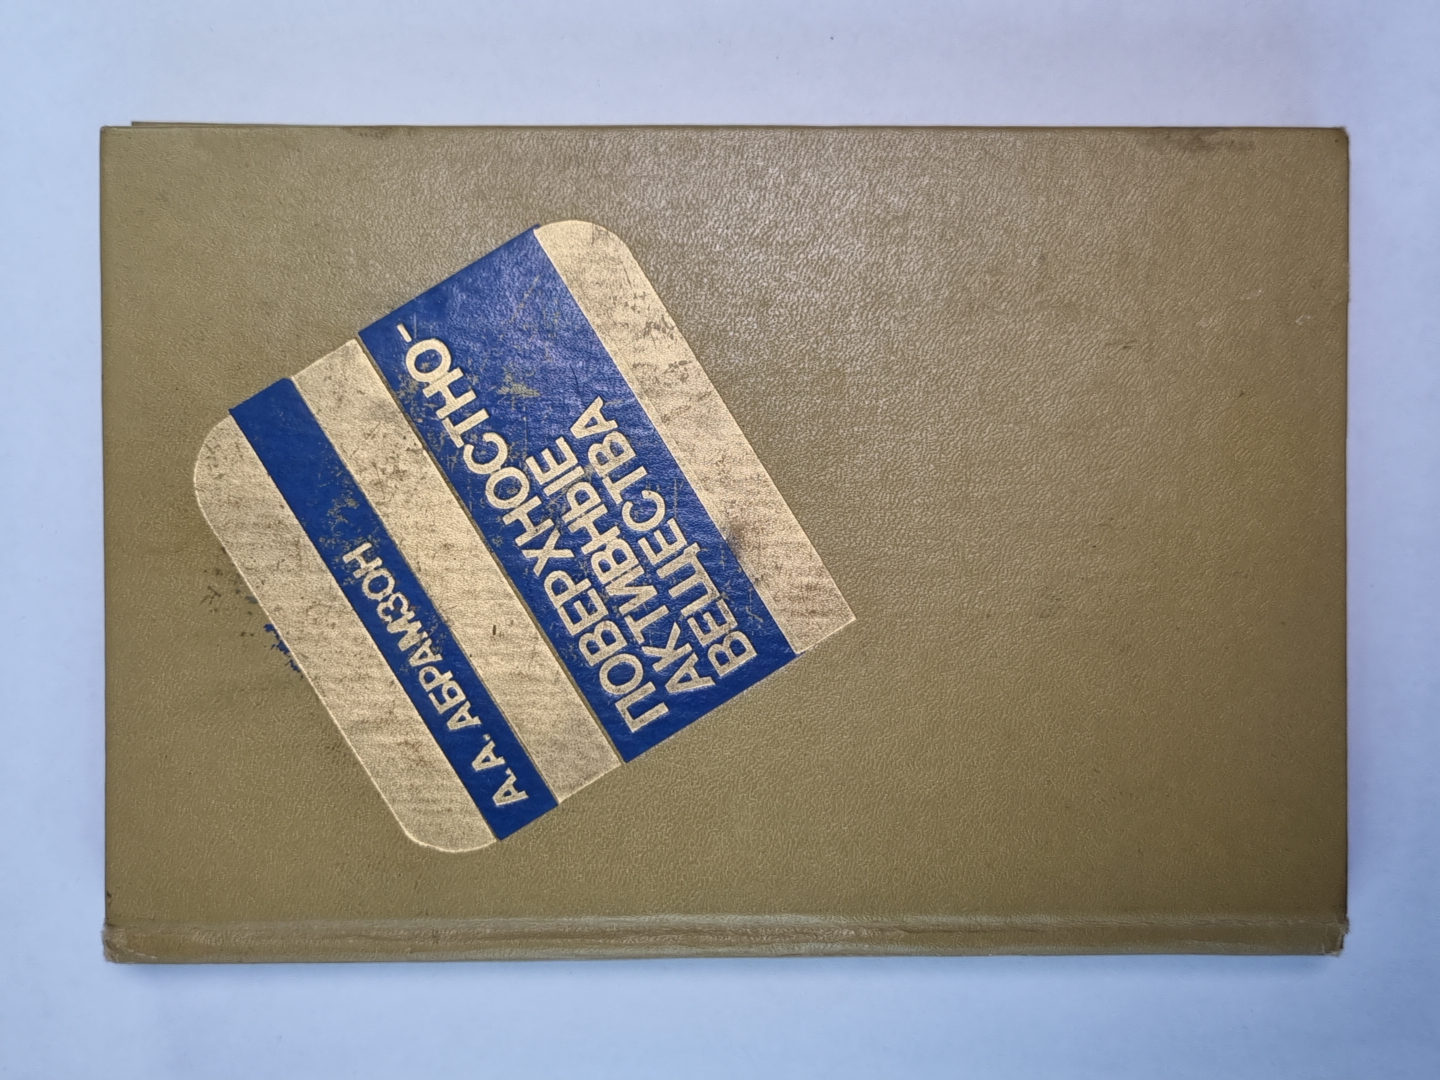 А.А. АБРАМЗОН
ПОВЕРХНОСТНО-
АКТИВНЫЕ
ВЕЩЕСТВА